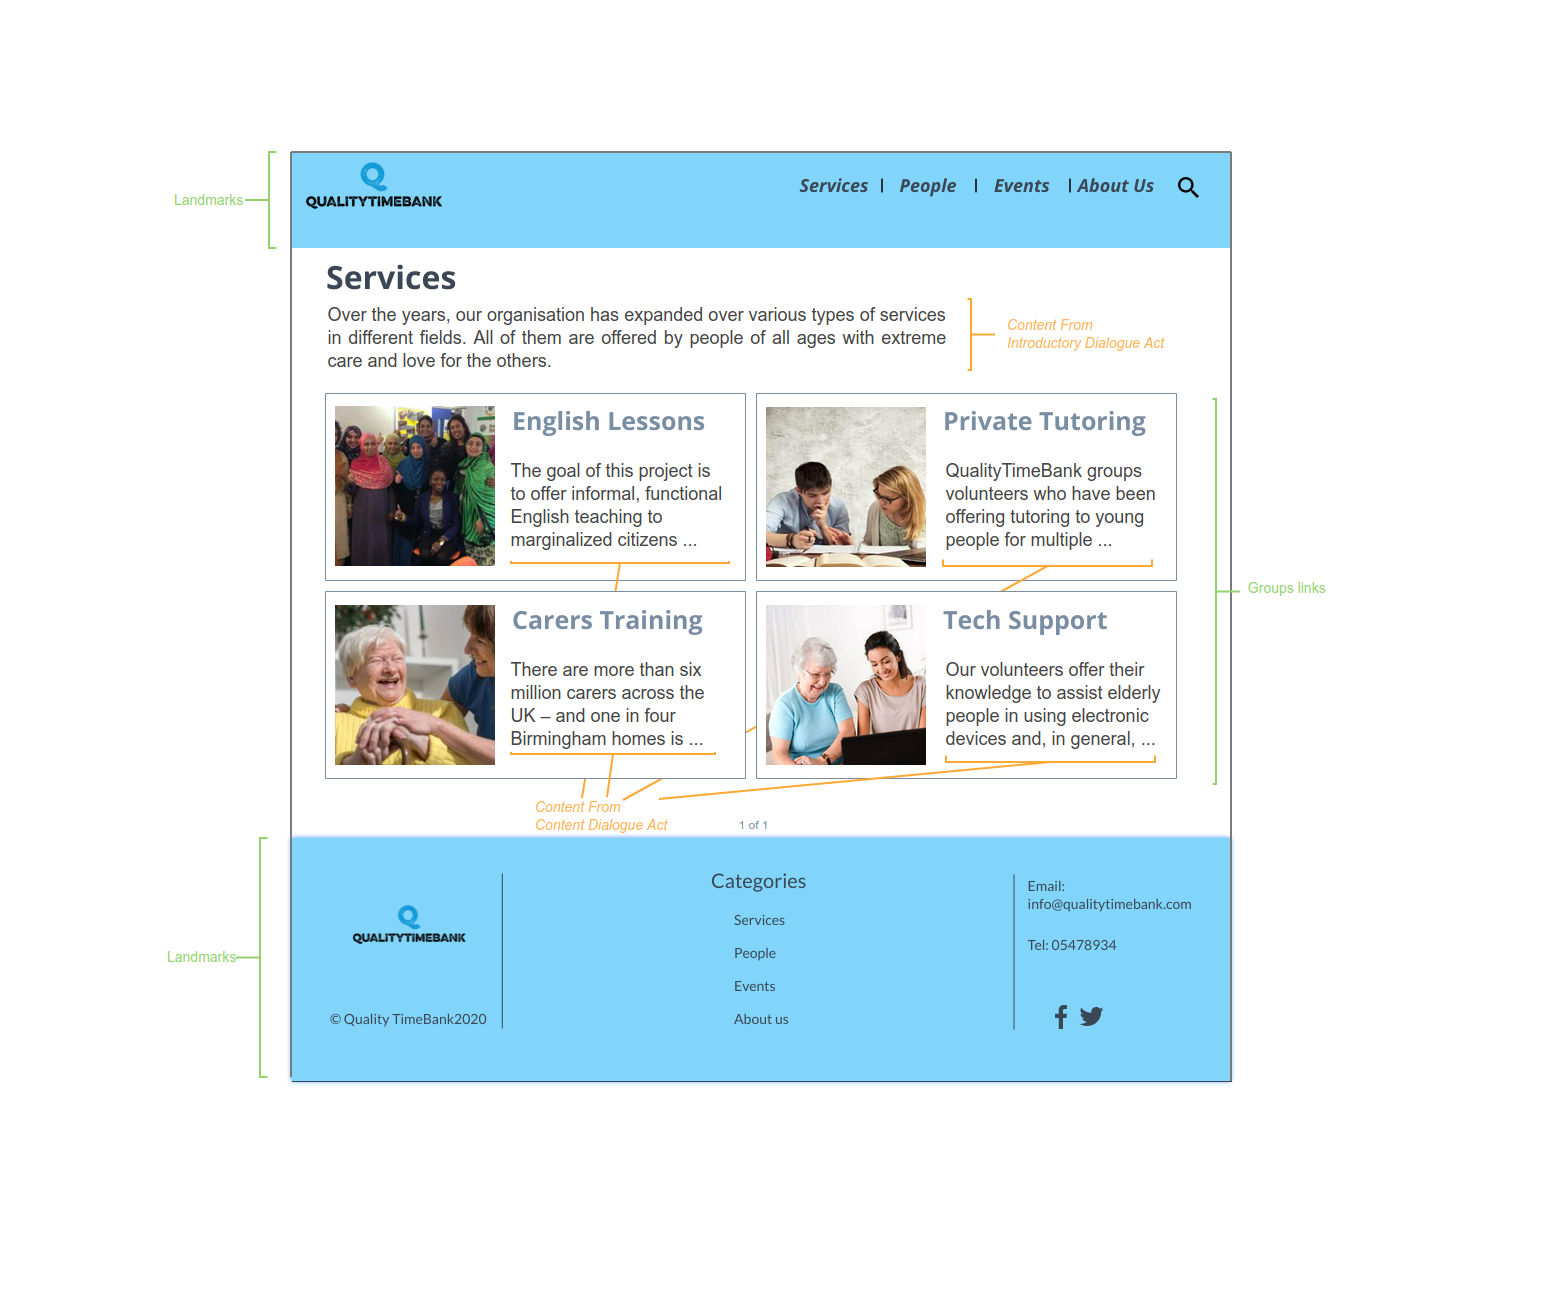 Landmarks
QUALITYTIMEBANK
Services | People | Events | About Us
Services
Over the years, our organisation has expanded over various types of services
in different fields. All of them are offered by people of all ages with extreme
care and love for the others.
Content From
Introductory Dialogue Act
English Lessons
The goal of this project is
to offer informal, functional
English teaching to
marginalized citizens ...
Private Tutoring
QualityTimeBank groups
volunteers who have been
offering tutoring to young
people for multiple ...
Groups links
Carers Training
There are more than six
million carers across the
UK – and one in four
Birmingham homes is ...
Tech Support
Our volunteers offer their
knowledge to assist elderly
people in using electronic
devices and, in general, ...
Content From
Content Dialogue Act
1 of 1
Landmarks
QUALITYTIMEBANK
© Quality TimeBank2020
Categories
Services
People
Events
About us
Email:
info@qualitytimebank.com
Tel: 05478934